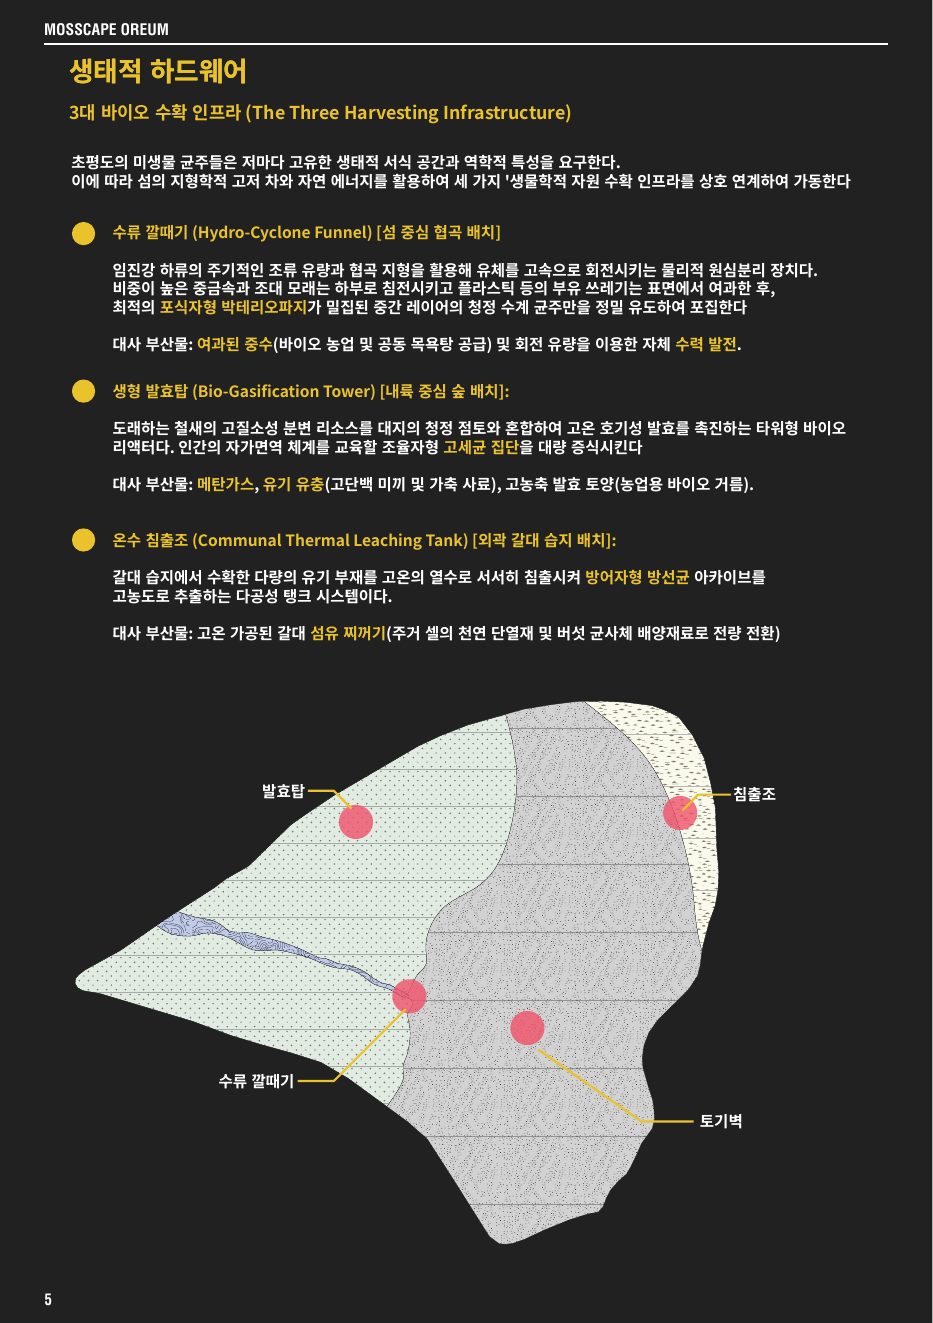 MOSSCAPE OREUM
생태적 하드웨어
3대 바이오 수확 인프라 (The Three Harvesting Infrastructure)
초평도의 미생물 균주들은 저마다 고유한 생태적 서식 공간과 역학적 특성을 요구한다.
이에 따라 섬의 지형학적 고저 차와 자연 에너지를 활용하여 세 가지 '생물학적 자원 수확 인프라를 상호 연계하여 가동한다
수류 깔때기 (Hydro-Cyclone Funnel) [섬 중심 협곡 배치]
임진강 하류의 주기적인 조류 유량과 협곡 지형을 활용해 유체를 고속으로 회전시키는 물리적 원심분리 장치다.
비중이 높은 중금속과 조대 모래는 하부로 침전시키고 플라스틱 등의 부유 쓰레기는 표면에서 여과한 후,
최적의 포식자형 박테리오파지가 밀집된 중간 레이어의 청정 수계 균주만을 정밀 유도하여 포집한다
대사 부산물: 여과된 중수(바이오 농업 및 공동 목욕탕 공급) 및 회전 유량을 이용한 자체 수력 발전.
생형 발효탑 (Bio-Gasification Tower) [내륙 중심 숲 배치]:
도래하는 철새의 고질소성 분변 리소스를 대지의 청정 점토와 혼합하여 고온 호기성 발효를 촉진하는 타워형 바이오
리액터다. 인간의 자가면역 체계를 교육할 조율자형 고세균 집단을 대량 증식시킨다
대사 부산물: 메탄가스, 유기 유충(고단백 미끼 및 가축 사료), 고농축 발효 토양(농업용 바이오 거름).
온수 침출조 (Communal Thermal Leaching Tank) [외곽 갈대 습지 배치]:
갈대 습지에서 수확한 다량의 유기 부재를 고온의 열수로 서서히 침출시켜 방어자형 방선균 아카이브를
고농도로 추출하는 다공성 탱크 시스템이다.
대사 부산물: 고온 가공된 갈대 섬유 찌꺼기(주거 셀의 천연 단열재 및 버섯 균사체 배양재료로 전량 전환)
발효탑
침출조
수류 깔때기
토기벽
5